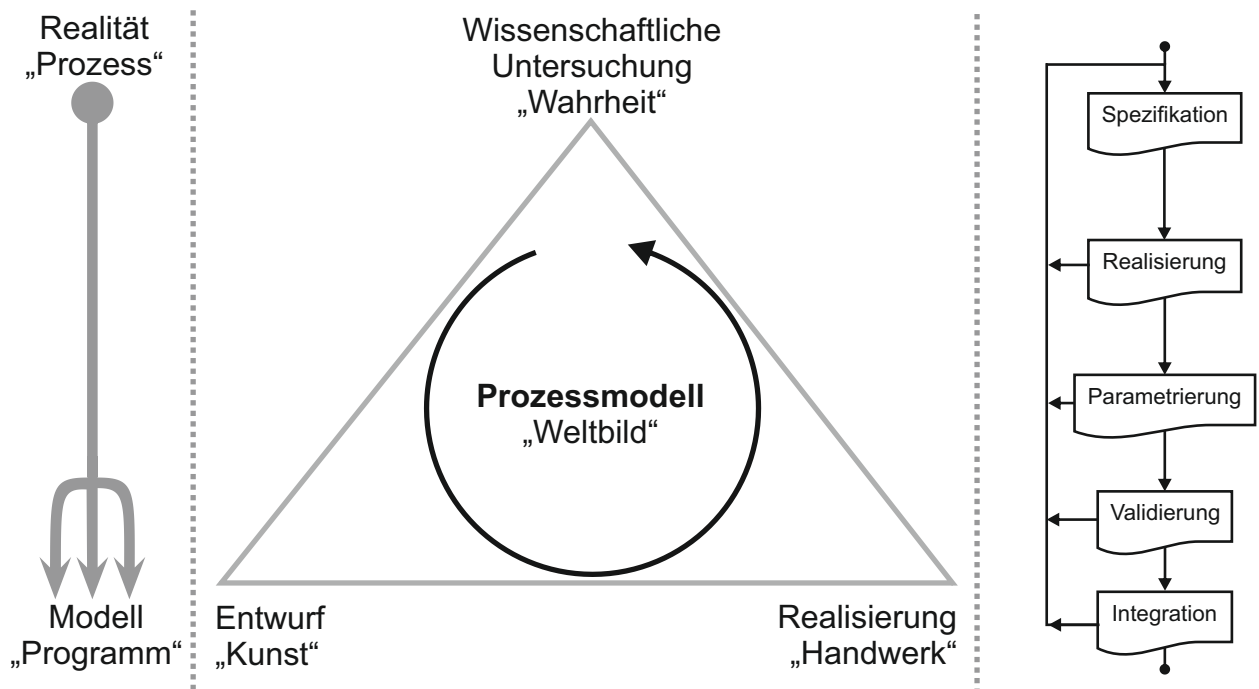 Realität
„Prozess“
Modell
„Programm“
Wissenschaftliche
Untersuchung
„Wahrheit“
Prozessmodell
„Weltbild“
Entwurf
„Kunst“
Realisierung
„Handwerk“
Spezifikation
Realisierung
Parametrierung
Validierung
Integration